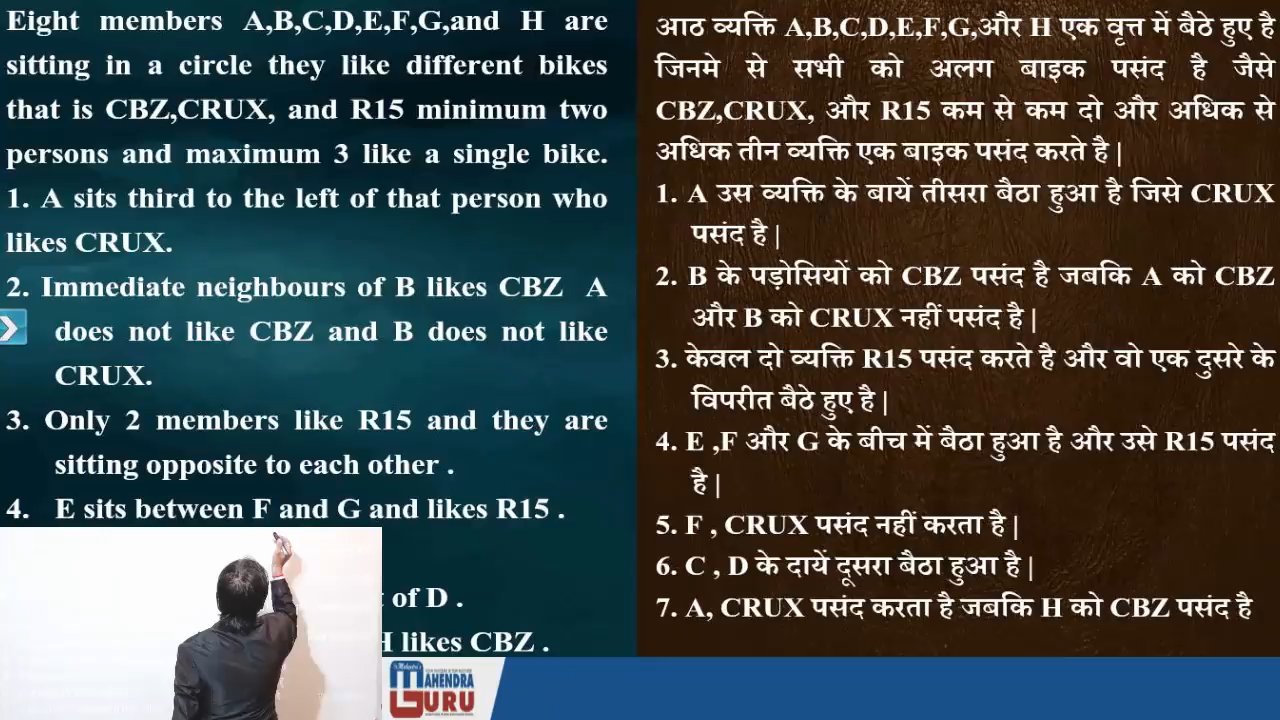 Eight members A,B,C,D,E,F,G,and H are
sitting in a circle they like different bikes
that is CBZ,CRUX, and R15 minimum two
persons and maximum 3 like a single bike.
1. A sits third to the left of that person who
likes CRUX.
2. Immediate neighbours of B likes CBZ A
does not like CBZ and B does not like
CRUX.
3. Only 2 members like R15 and they are
sitting opposite to each other .
4. E sits between F and G and likes R15 .
of D .
H likes CBZ .
आठ व्यक्ति A,B,C,D,E,F,G,और H एक वृत्त में बैठे हुए है
जिनमे से सभी को अलग बाइक पसंद है जैसे
CBZ,CRUX, और R15 कम से कम दो और अधिक से
अधिक तीन व्यक्ति एक बाइक पसंद करते है |
1. A उस व्यक्ति के बायें तीसरा बैठा हुआ है जिसे CRUX
पसंद है |
2. B के पड़ोसियों को CBZ पसंद है जबकि A को CBZ
और B को CRUX नहीं पसंद है |
3. केवल दो व्यक्ति R15 पसंद करते है और वो एक दुसरे के
विपरीत बैठे हुए है |
4. E ,F और G के बीच में बैठा हुआ है और उसे R15 पसंद
है |
5. F , CRUX पसंद नहीं करता है |
6. C , D के दायें दूसरा बैठा हुआ है |
7. A, CRUX पसंद करता है जबकि H को CBZ पसंद है
MAHENDRA
GURU